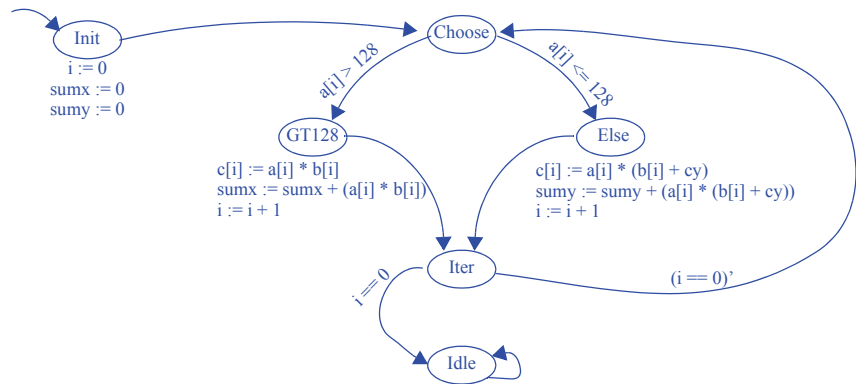 Init
i := 0
sumx := 0
sumy := 0
Choose
a[i] > 128
a[i] <= 128
GT128
c[i] := a[i] * b[i]
sumx := sumx + (a[i] * b[i])
i := i + 1
Else
c[i] := a[i] * (b[i] + cy)
sumy := sumy + (a[i] * (b[i] + cy))
i := i + 1
Iter
i == 0
(i == 0)’
Idle